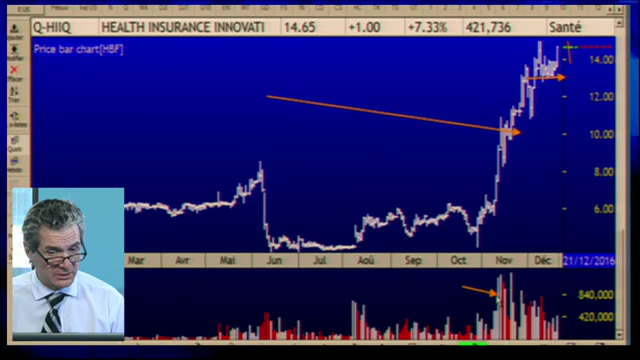 Q-HIIQ HEALTH INSURANCE INNOVATI 14.65 +1.00 +7.33% 421,736 Santé
Price bar chart[HBF]
14.00
12.00
10.00
8.00
6.00
Mar Avr Mai Jun Jul Aoû Sep Oct Nov Déc 21/12/2016
840,000
420,000